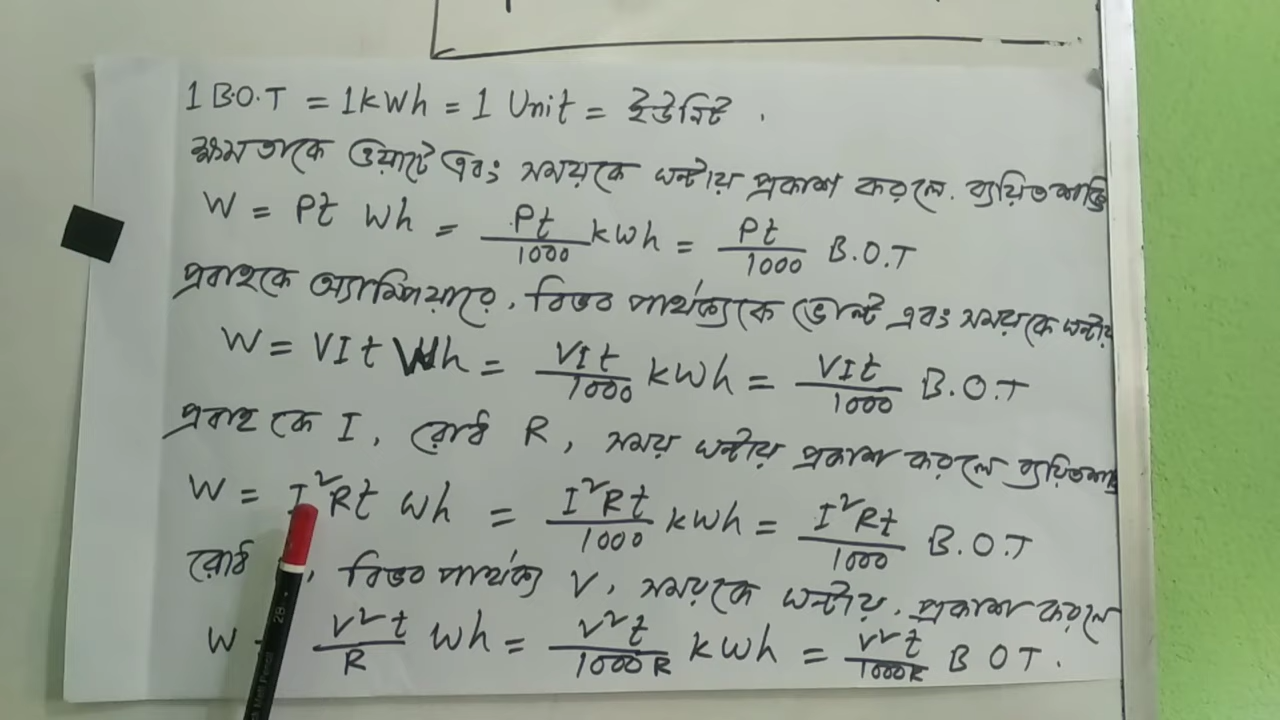 1 B.O.T = 1kWh = 1 Unit = ইউনিট .
ক্ষমতাকে ওয়াটে এবং সময়কে ঘন্টায় প্রকাশ করলে. ব্যয়িতশক্তি
W = Pt Wh = Pt/1000 kWh = Pt/1000 B.O.T
প্রবাহকে অ্যাম্পিয়ারে, বিভব পার্থক্যকে ভোল্ট এবং সময়কে ঘন্টায়
W = VIt Wh = VIt/1000 kWh = VIt/1000 B.O.T
প্রবাহ কে I, রোধ R, সময় ঘন্টায় প্রকাশ করলে
W = I²Rt Wh = I²Rt/1000 kWh = I²Rt/1000 B.O.T
রোধ , বিভব পার্থক্য V, সময়কে ঘন্টায়. প্রকাশ করলে
W = V²t/R Wh = V²t/1000R kWh = V²t/1000R B O T.